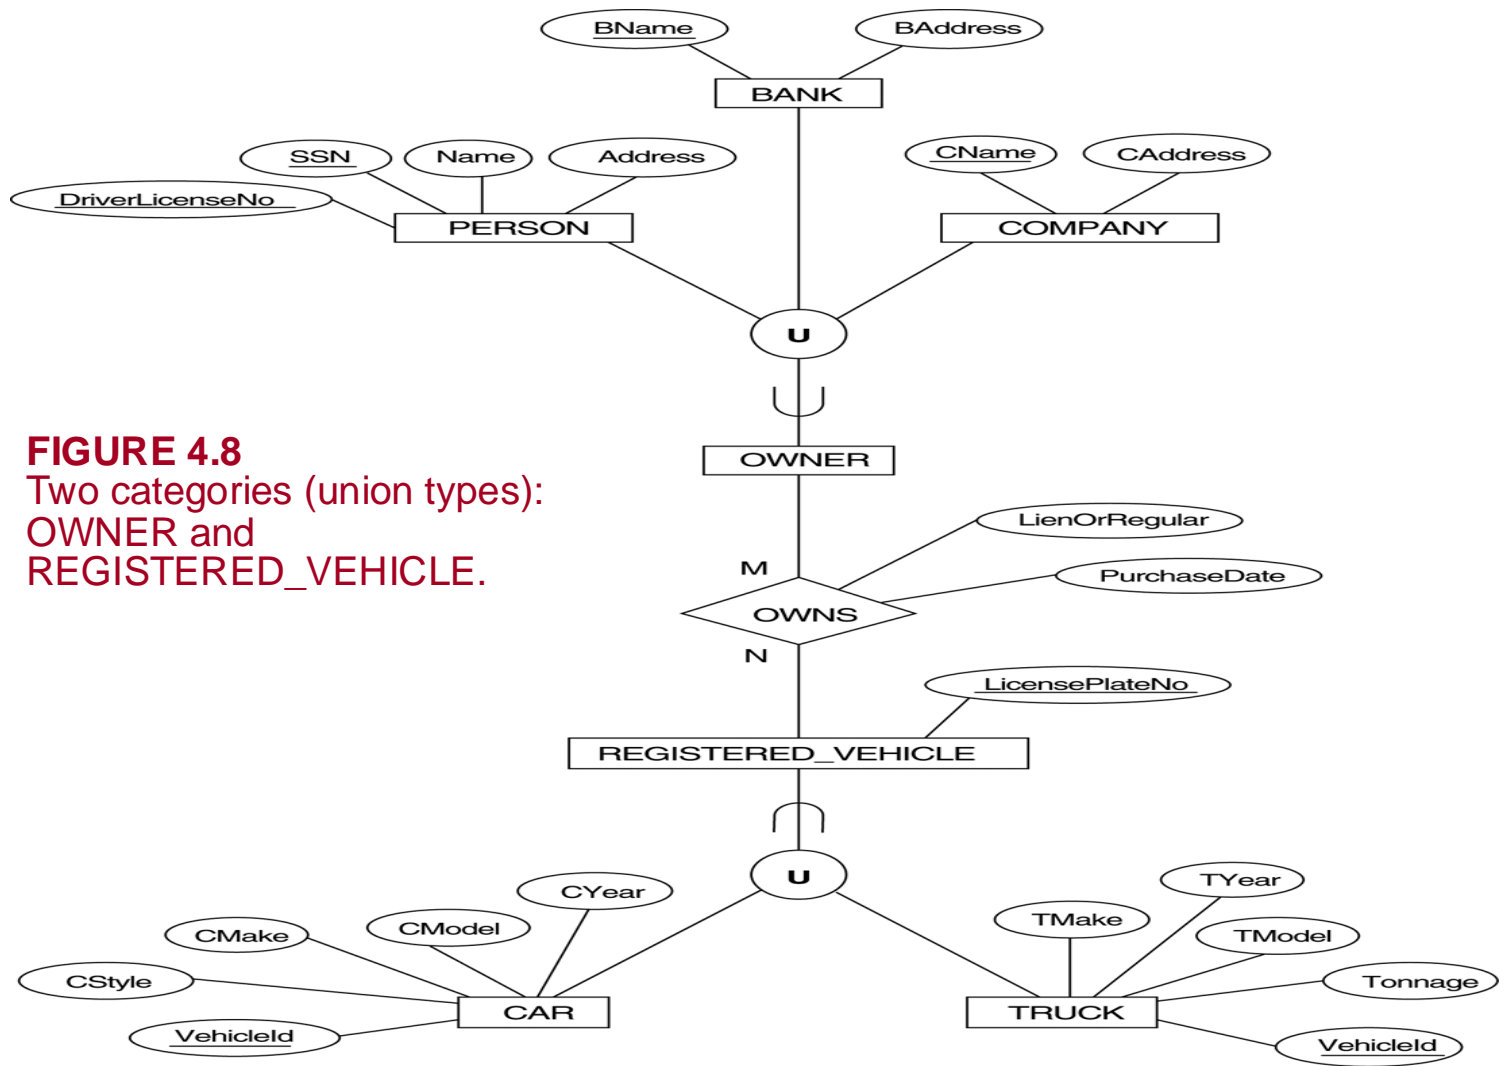 BName
BAddress
BANK
SSN
Name
Address
CName
CAddress
DriverLicenseNo
PERSON
COMPANY
U
FIGURE 4.8
Two categories (union types):
OWNER and
REGISTERED_VEHICLE.
OWNER
LienOrRegular
M
PurchaseDate
OWNS
N
LicensePlateNo
REGISTERED_VEHICLE
U
CYear
TYear
CMake
CModel
TMake
TModel
CStyle
Tonnage
CAR
TRUCK
VehicleId
VehicleId